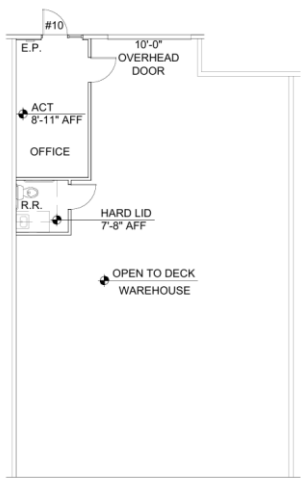 #10
E.P.
10'-0"
OVERHEAD
DOOR
ACT
8'-11" AFF
OFFICE
R.R.
HARD LID
7'-8" AFF
OPEN TO DECK
WAREHOUSE